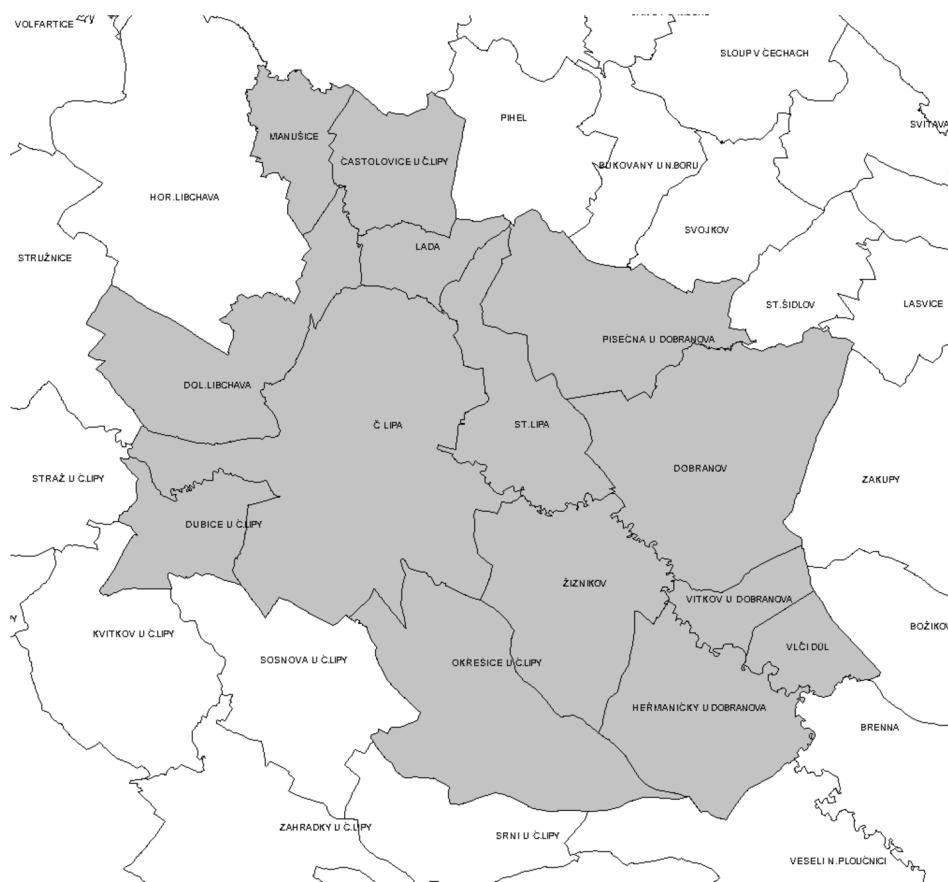 VOLFARTICE
SLOUP V ČECHACH
PIHEL
SVITAVA
MANUŠICE
ČASTOLOVICE U Č.LIPY
BUKOVANY U N.BORU
HOR.LIBCHAVA
SVOJKOV
LADA
STRUŽNICE
ST.ŠIDLOV
LASVICE
PISEČNA U DOBRANOVA
DOL.LIBCHAVA
Č.LIPA
ST.LIPA
DOBRANOV
STRAŽ U Č.LIPY
ZAKUPY
DUBICE U Č.LIPY
ŽIZNIKOV
VITKOV U DOBRANOVA
Y
KVITKOV U Č.LIPY
BOŽIKOV
VLČI DŮL
SOSNOVA U Č.LIPY
OKŘEŠICE U Č.LIPY
HEŘMANIČKY U DOBRANOVA
BRENNA
ZAHRADKY U Č.LIPY
SRNI U Č.LIPY
VESELI N.PLOUČNICI